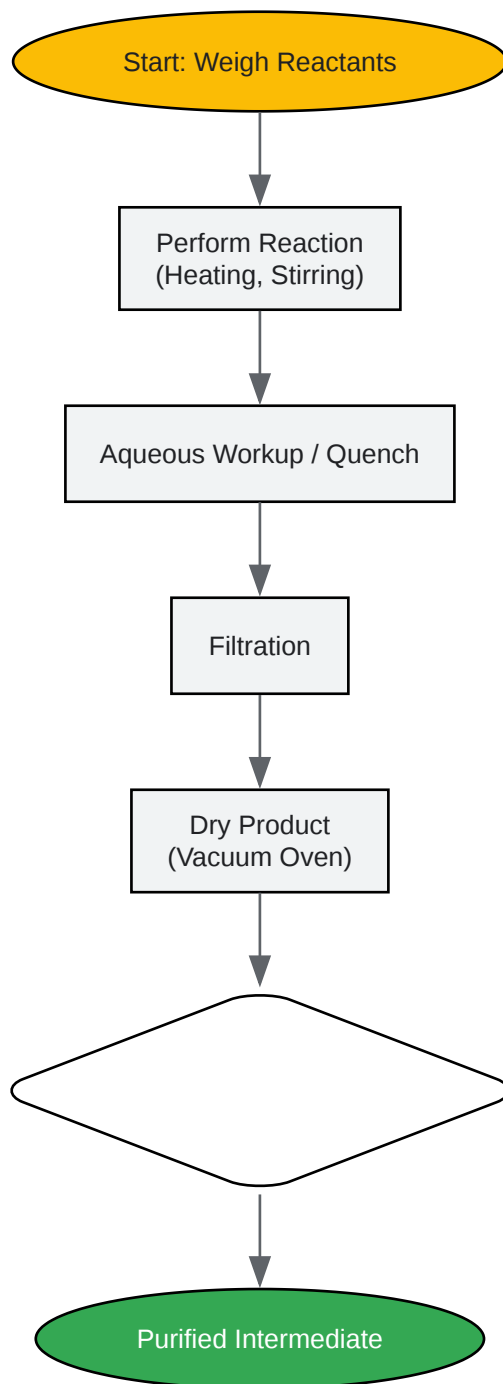 Start: Weigh Reactants
Perform Reaction
(Heating, Stirring)
Aqueous Workup / Quench
Filtration
Dry Product
(Vacuum Oven)
Purified Intermediate